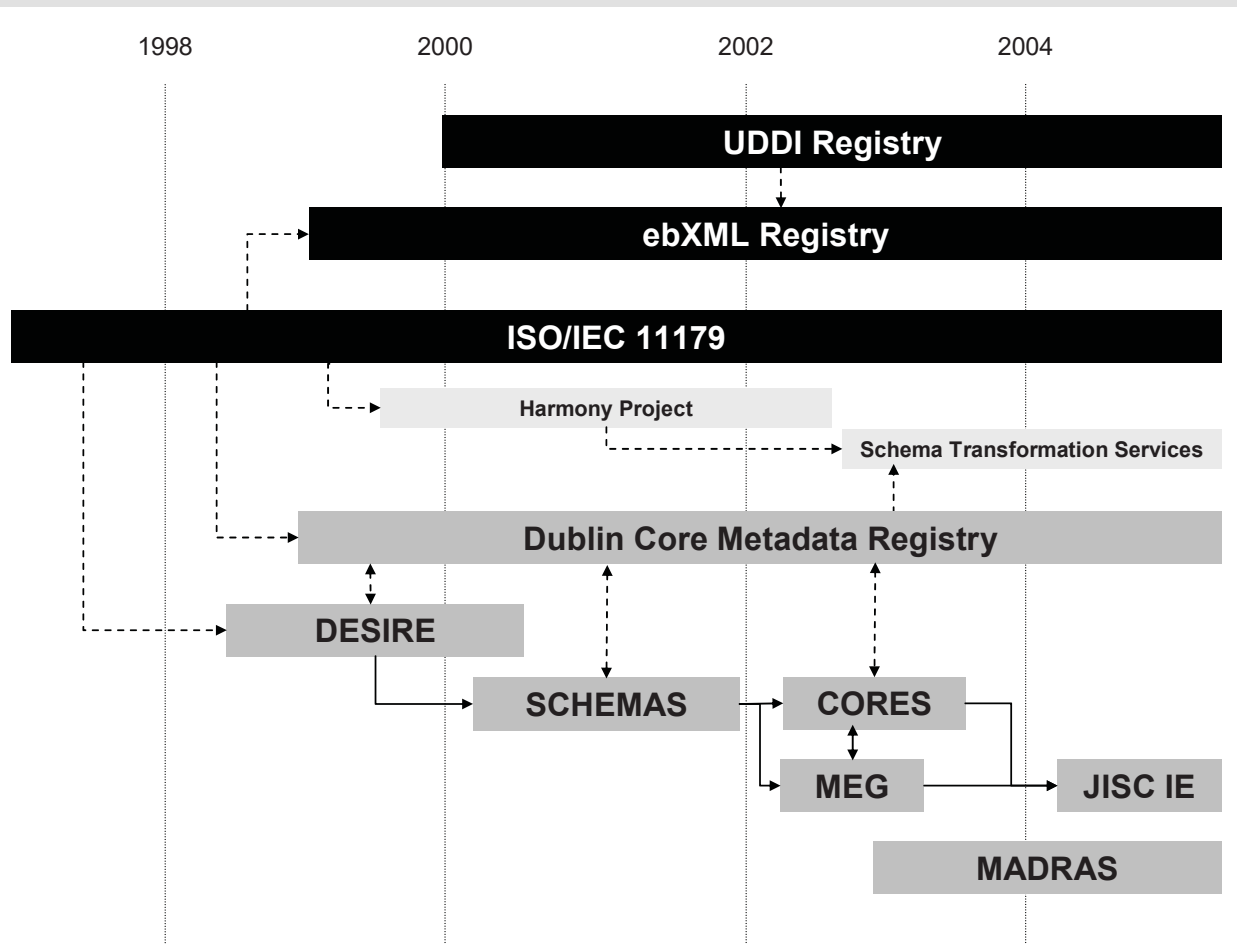 1998 2000 2002 2004
UDDI Registry
ebXML Registry
ISO/IEC 11179
Harmony Project
Schema Transformation Services
Dublin Core Metadata Registry
DESIRE
SCHEMAS
CORES
MEG
JISC IE
MADRAS